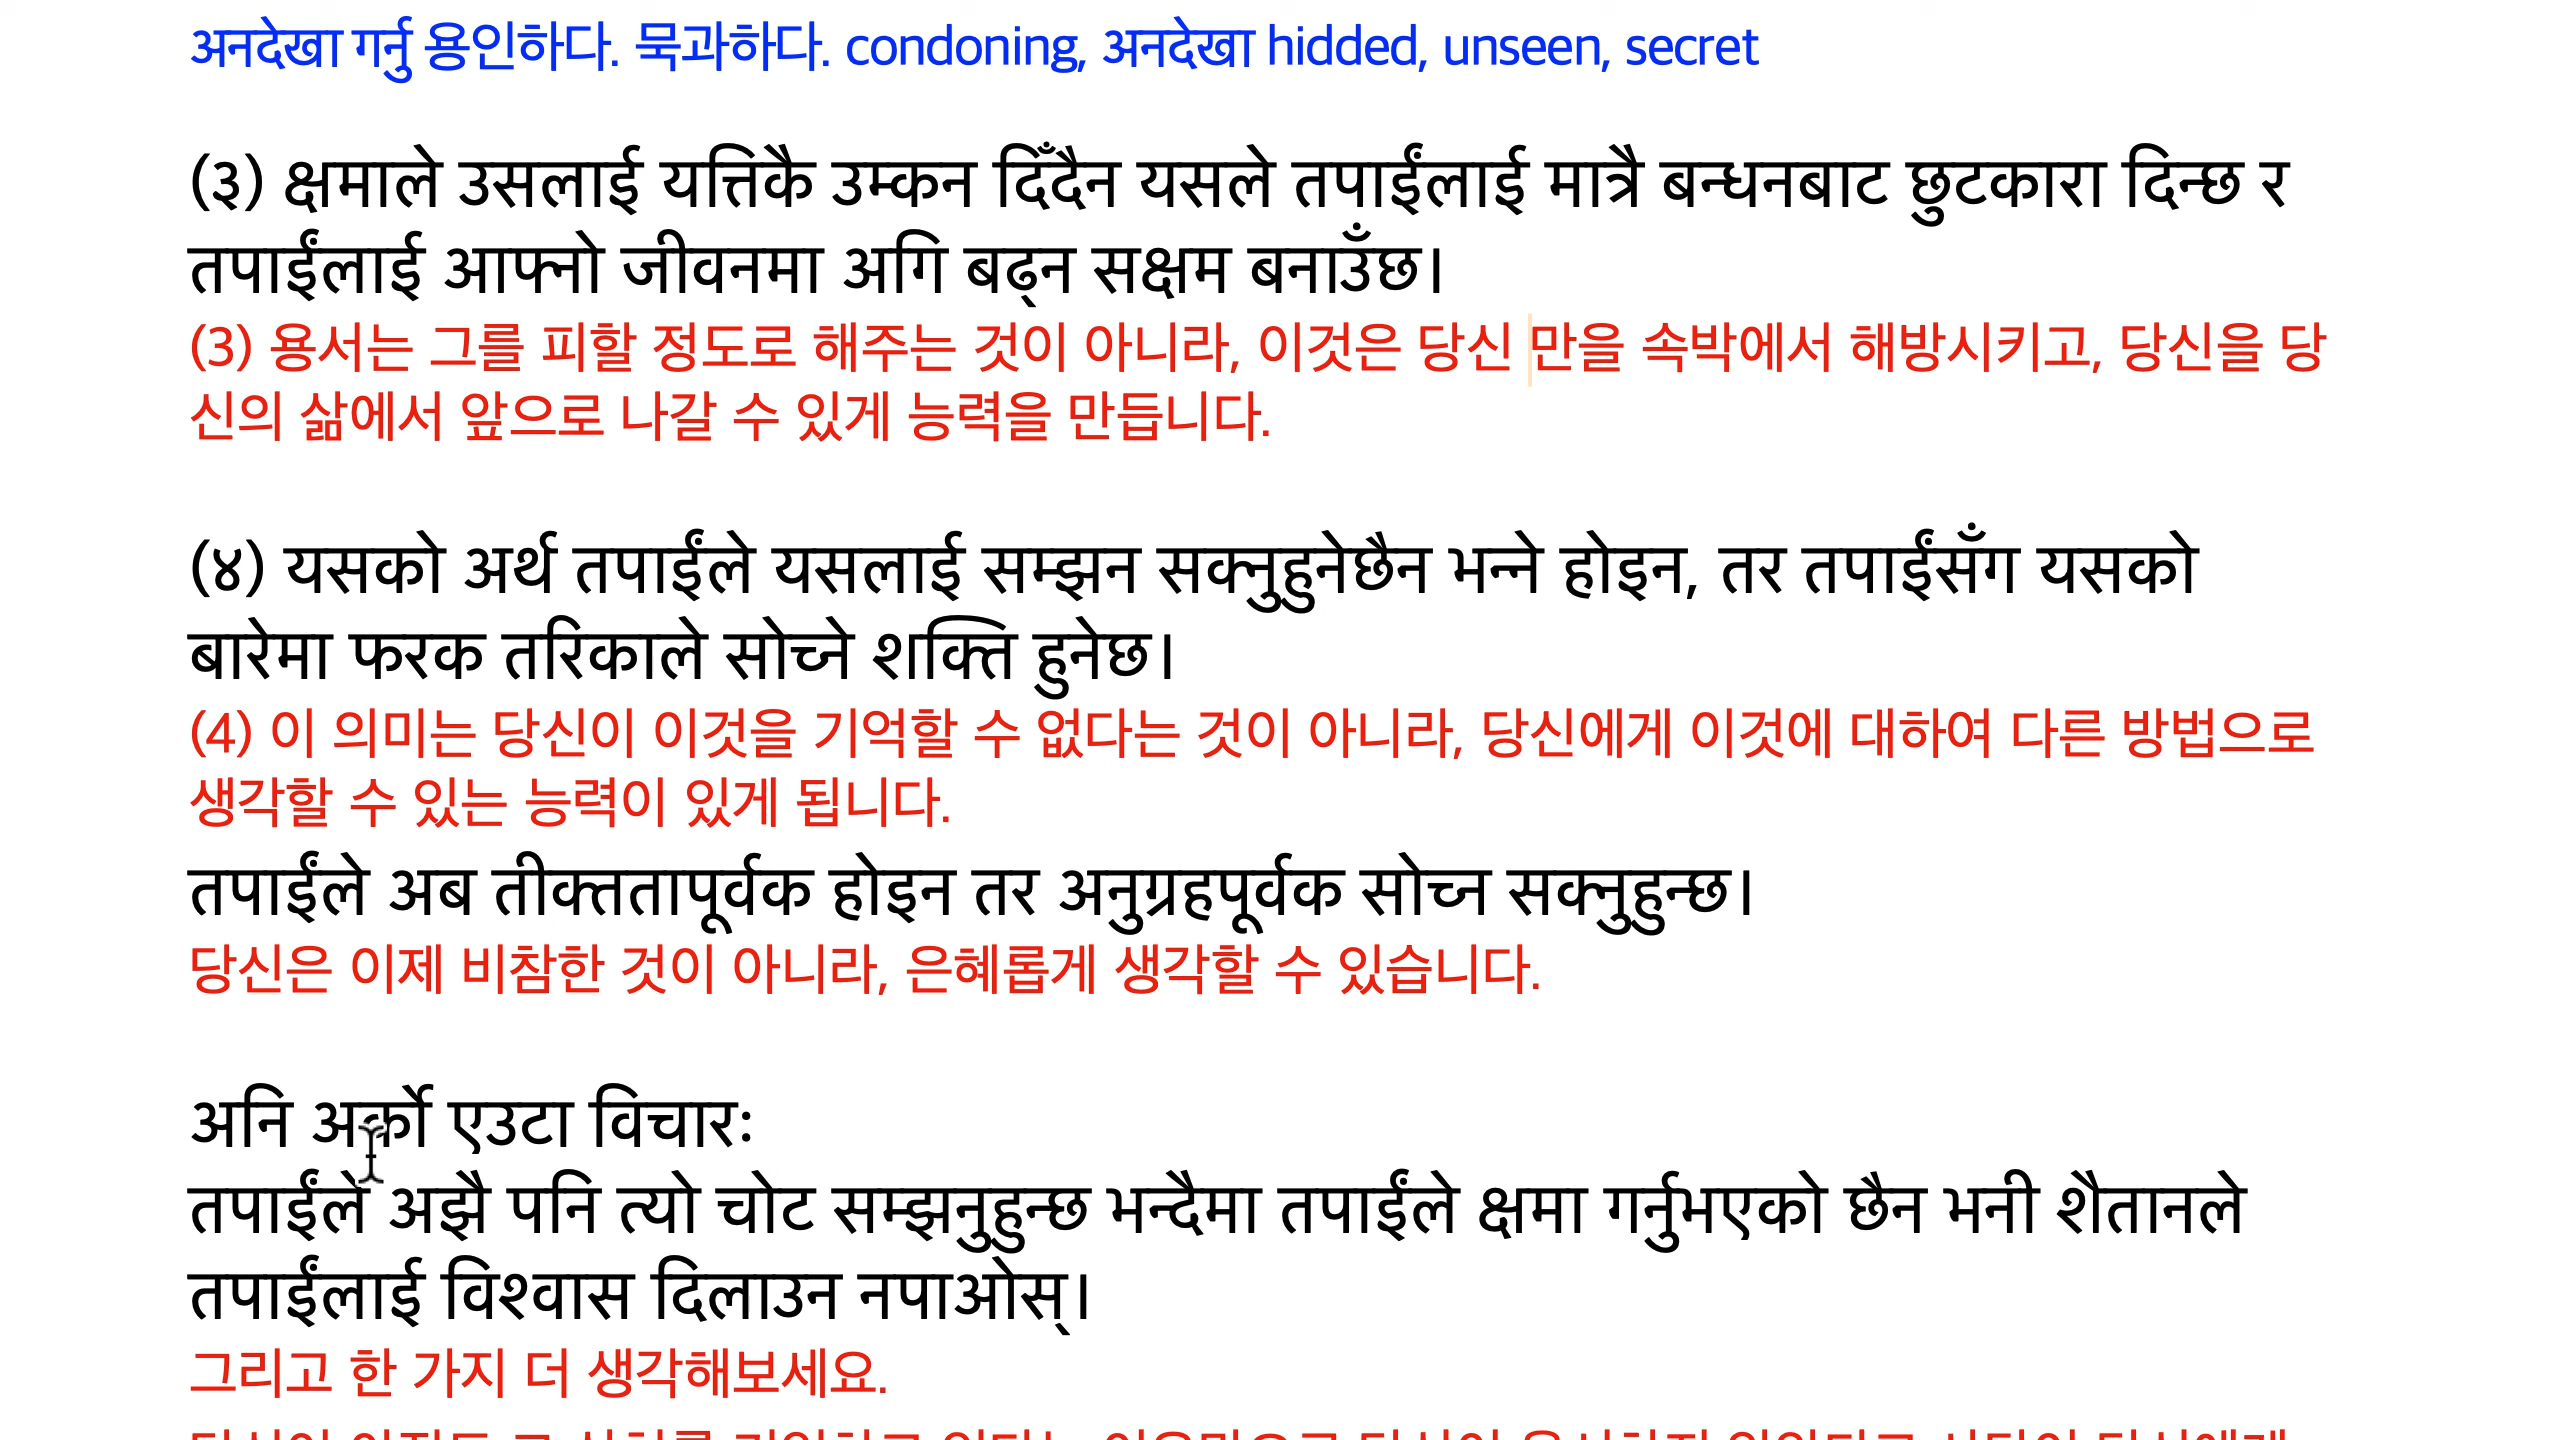 अनदेखा गर्नु 용인하다. 묵과하다. condoning, अनदेखा hidded, unseen, secret
(३) क्षमाले उसलाई यत्तिकै उम्कन दिँदैन यसले तपाईंलाई मात्रै बन्धनबाट छुटकारा दिन्छ र
तपाईंलाई आफ्नो जीवनमा अगि बढ्न सक्षम बनाउँछ।
(3) 용서는 그를 피할 정도로 해주는 것이 아니라, 이것은 당신 만을 속박에서 해방시키고, 당신을 당
신의 삶에서 앞으로 나갈 수 있게 능력을 만듭니다.
(४) यसको अर्थ तपाईंले यसलाई सम्झन सक्नुहुनेछैन भन्ने होइन, तर तपाईंसँग यसको
बारेमा फरक तरिकाले सोच्ने शक्ति हुनेछ।
(4) 이 의미는 당신이 이것을 기억할 수 없다는 것이 아니라, 당신에게 이것에 대하여 다른 방법으로
생각할 수 있는 능력이 있게 됩니다.
तपाईंले अब तीक्ततापूर्वक होइन तर अनुग्रहपूर्वक सोच्न सक्नुहुन्छ।
당신은 이제 비참한 것이 아니라, 은혜롭게 생각할 수 있습니다.
अनि अर्को एउटा विचारः
तपाईंले अझै पनि त्यो चोट सम्झनुहुन्छ भन्दैमा तपाईंले क्षमा गर्नुभएको छैन भनी शैतानले
तपाईंलाई विश्वास दिलाउन नपाओस्।
그리고 한 가지 더 생각해보세요.